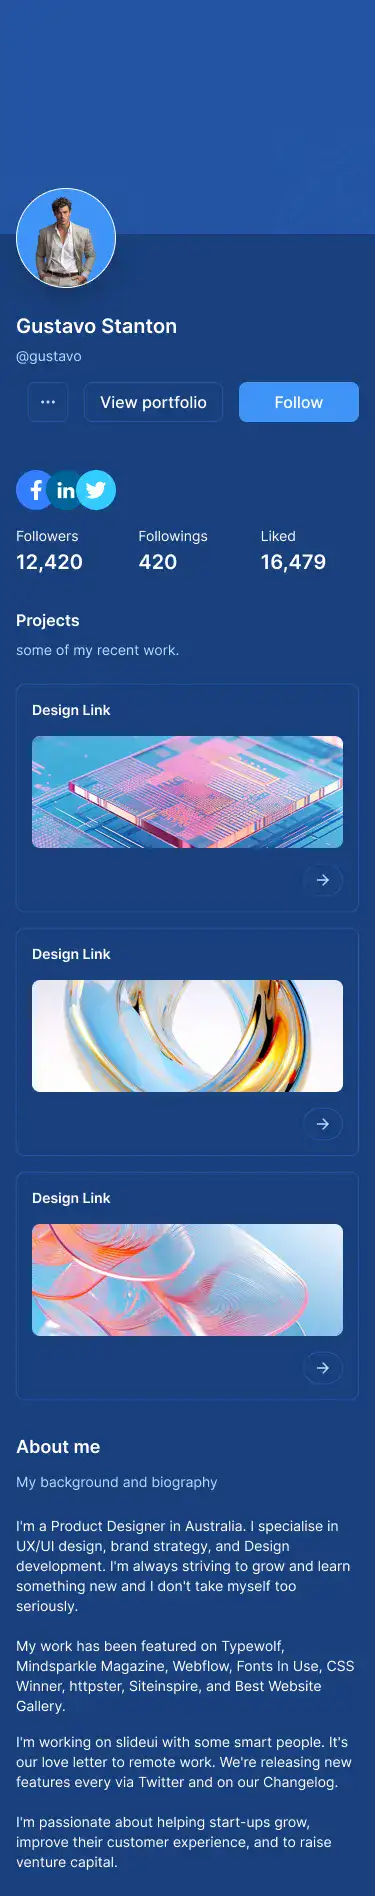 Gustavo Stanton
@gustavo
View portfolio
Follow
Followers
Followings
Liked
12,420
420
16,479
Projects
some of my recent work.
Design Link
Design Link
Design Link
About me
My background and biography
I'm a Product Designer in Australia. I specialise in
UX/UI design, brand strategy, and Design
development. I'm always striving to grow and learn
something new and I don't take myself too
seriously.
My work has been featured on Typewolf,
Mindsparkle Magazine, Webflow, Fonts In Use, CSS
Winner, httpster, Siteinspire, and Best Website
Gallery.
I'm working on slideui with some smart people. It's
our love letter to remote work. We're releasing new
features every via Twitter and on our Changelog.
I'm passionate about helping start-ups grow,
improve their customer experience, and to raise
venture capital.